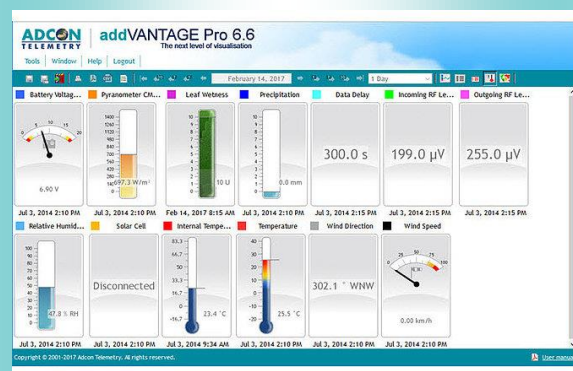 ADCON
TELEMETRY
addVANTAGE Pro 6.6
The next level of visualisation
Tools Window Help Logout
February 14, 2017
1 Day
Battery Voltag... Pyranometer CM... Leaf Wetness Precipitation Data Delay Incoming RF Le... Outgoing RF Le...
6.90 V
697.3 W/m²
10 U
0.0 mm
300.0 s
199.0 µV
255.0 µV
Jul 3, 2014 2:10 PM Jul 3, 2014 2:10 PM Feb 14, 2017 8:15 AM Jul 3, 2014 2:10 PM Jul 3, 2014 2:15 PM Jul 3, 2014 2:15 PM Jul 3, 2014 2:15 PM
Relative Humid... Solar Cell Internal Tempe... Temperature Wind Direction Wind Speed
47.8 % RH
Disconnected
23.4 °C
25.5 °C
302.1 ° WNW
0.00 km/h
Jul 3, 2014 2:10 PM Jul 3, 2014 2:10 PM Jul 3, 2014 9:34 AM Jul 3, 2014 2:10 PM Jul 3, 2014 2:10 PM Jul 3, 2014 2:10 PM
Copyright © 2001-2017 Adcon Telemetry. All rights reserved.
User manua